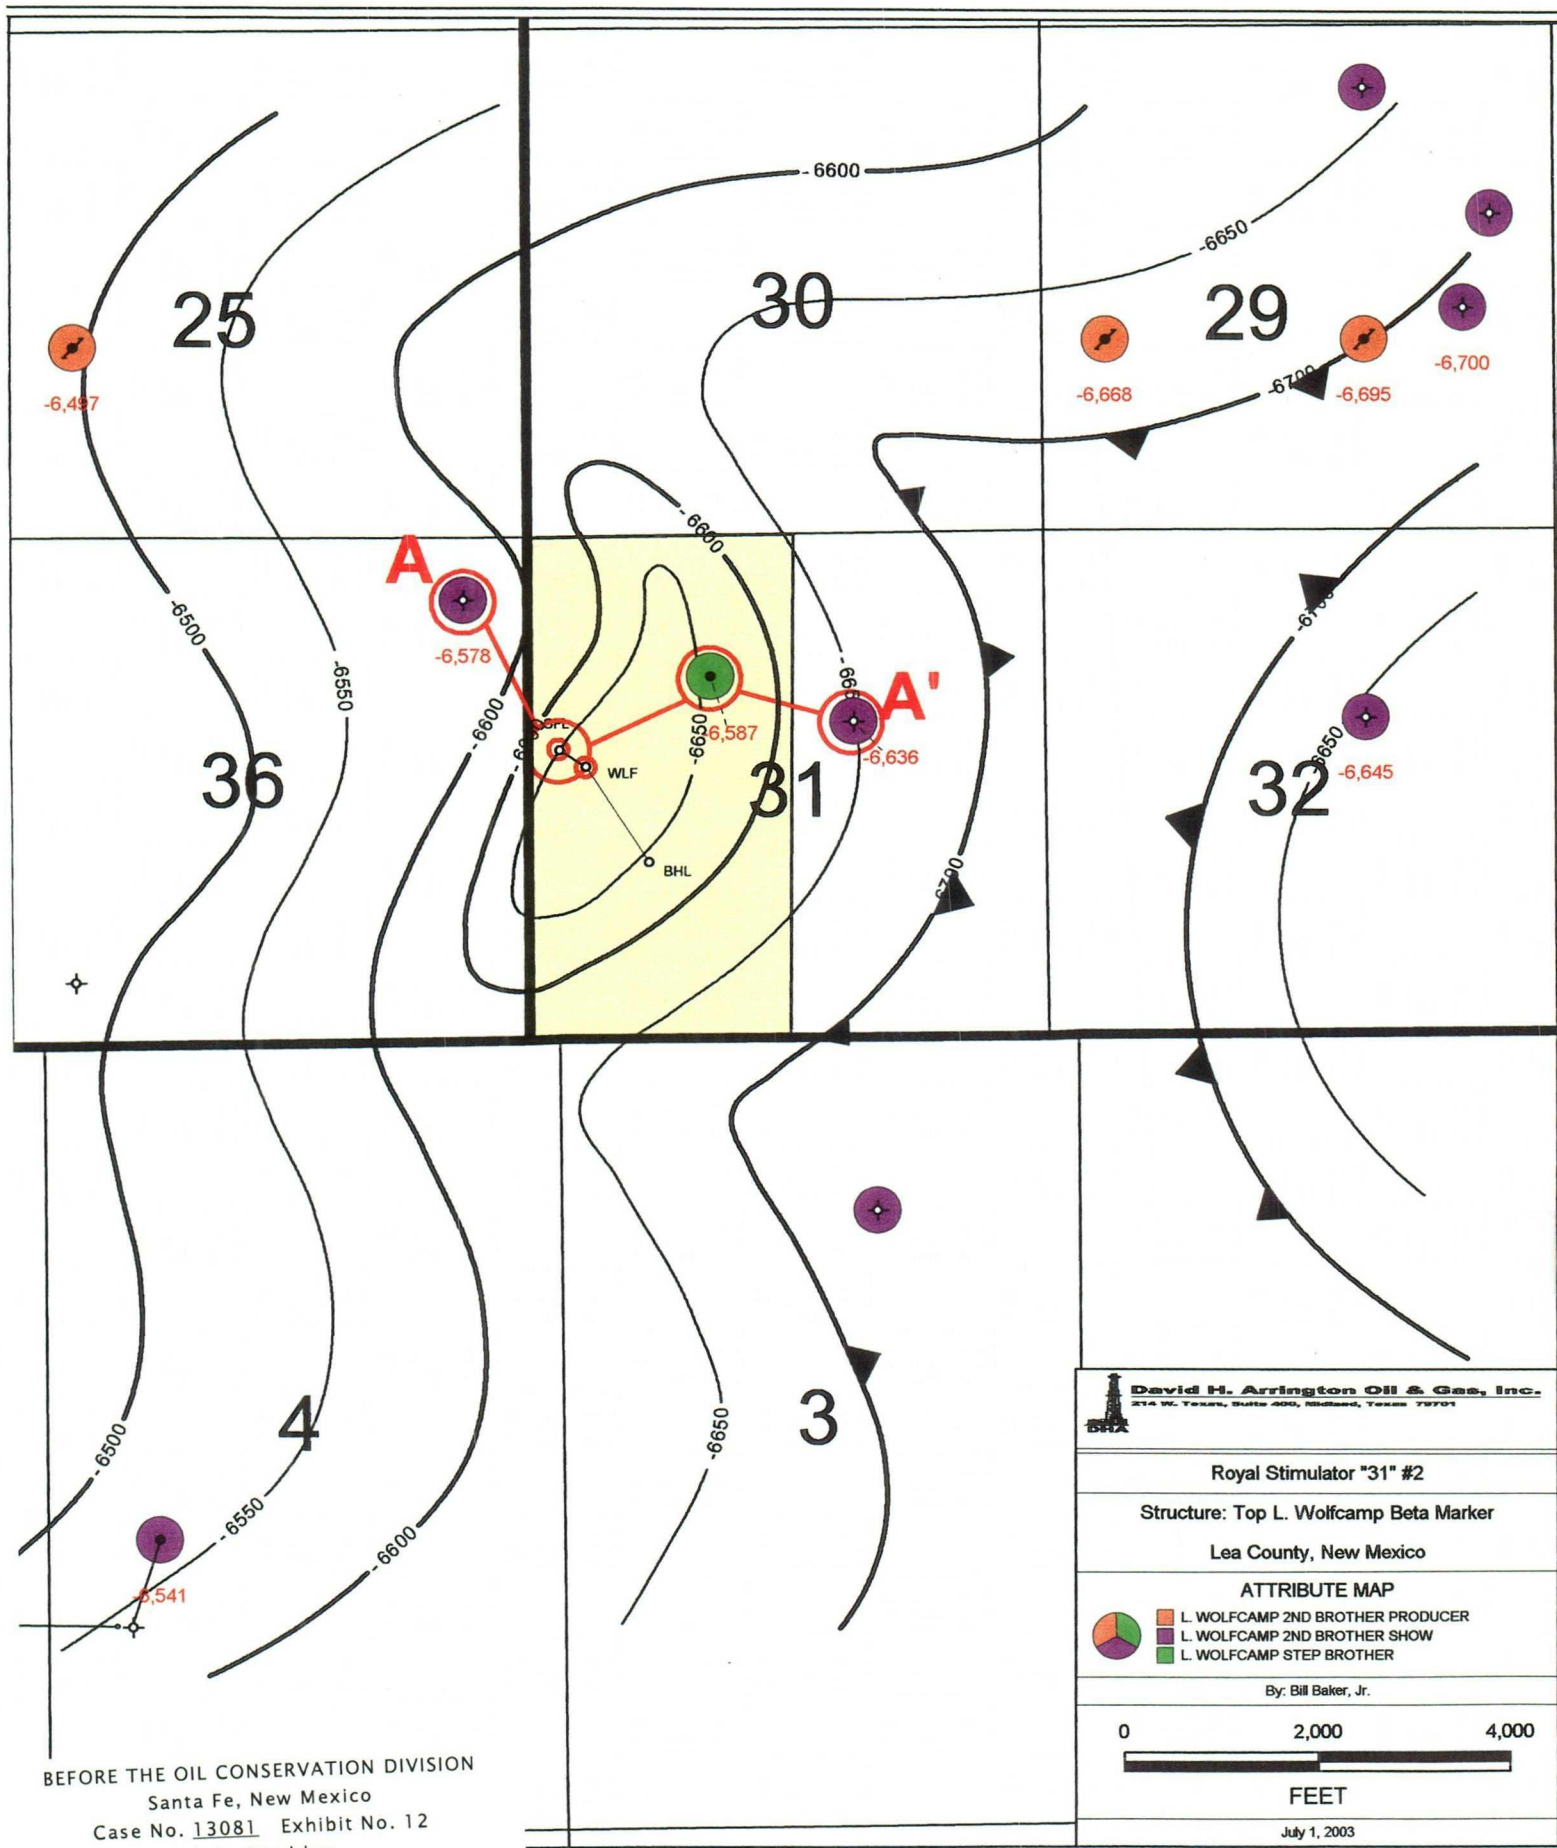 -6600
-6650
25
30
29
-6,497
-6,668
-6700
-6,695
-6,700
-6600
A
-6,578
-6500
-6550
-6600
-6650
-6,587
A'
-6,636
WLF
36
31
32
-6650
-6,645
BHL
-6700
4
3
-6500
-6550
-6600
-6650
-6,541
David H. Arrington Oil & Gas, Inc.
214 W. Texas, Suite 400, Midland, Texas 79701
DHA
Royal Stimulator "31" #2
Structure: Top L. Wolfcamp Beta Marker
Lea County, New Mexico
ATTRIBUTE MAP
L. WOLFCAMP 2ND BROTHER PRODUCER
L. WOLFCAMP 2ND BROTHER SHOW
L. WOLFCAMP STEP BROTHER
By: Bill Baker, Jr.
0 2,000 4,000
FEET
July 1, 2003
BEFORE THE OIL CONSERVATION DIVISION
Santa Fe, New Mexico
Case No. 13081 Exhibit No. 12